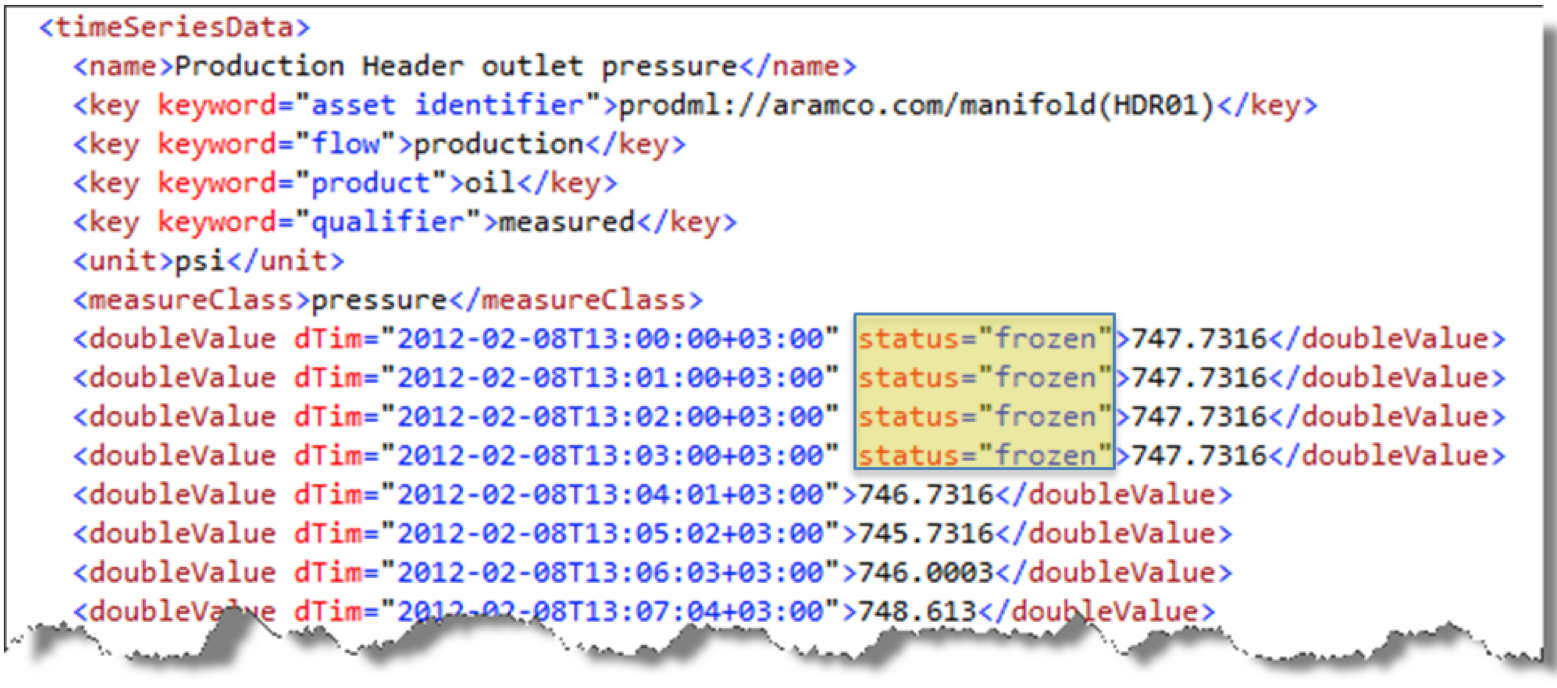 <timeSeriesData>
<name>Production Header outlet pressure</name>
<key keyword="asset identifier">prodml://aramco.com/manifold(HDR01)</key>
<key keyword="flow">production</key>
<key keyword="product">oil</key>
<key keyword="qualifier">measured</key>
<unit>psi</unit>
<measureClass>pressure</measureClass>
<doubleValue dTim="2012-02-08T13:00:00+03:00" status="frozen">747.7316</doubleValue>
<doubleValue dTim="2012-02-08T13:01:00+03:00" status="frozen">747.7316</doubleValue>
<doubleValue dTim="2012-02-08T13:02:00+03:00" status="frozen">747.7316</doubleValue>
<doubleValue dTim="2012-02-08T13:03:00+03:00" status="frozen">747.7316</doubleValue>
<doubleValue dTim="2012-02-08T13:04:01+03:00">746.7316</doubleValue>
<doubleValue dTim="2012-02-08T13:05:02+03:00">745.7316</doubleValue>
<doubleValue dTim="2012-02-08T13:06:03+03:00">746.0003</doubleValue>
<doubleValue dTim="2012-02-08T13:07:04+03:00">748.613</doubleValue>